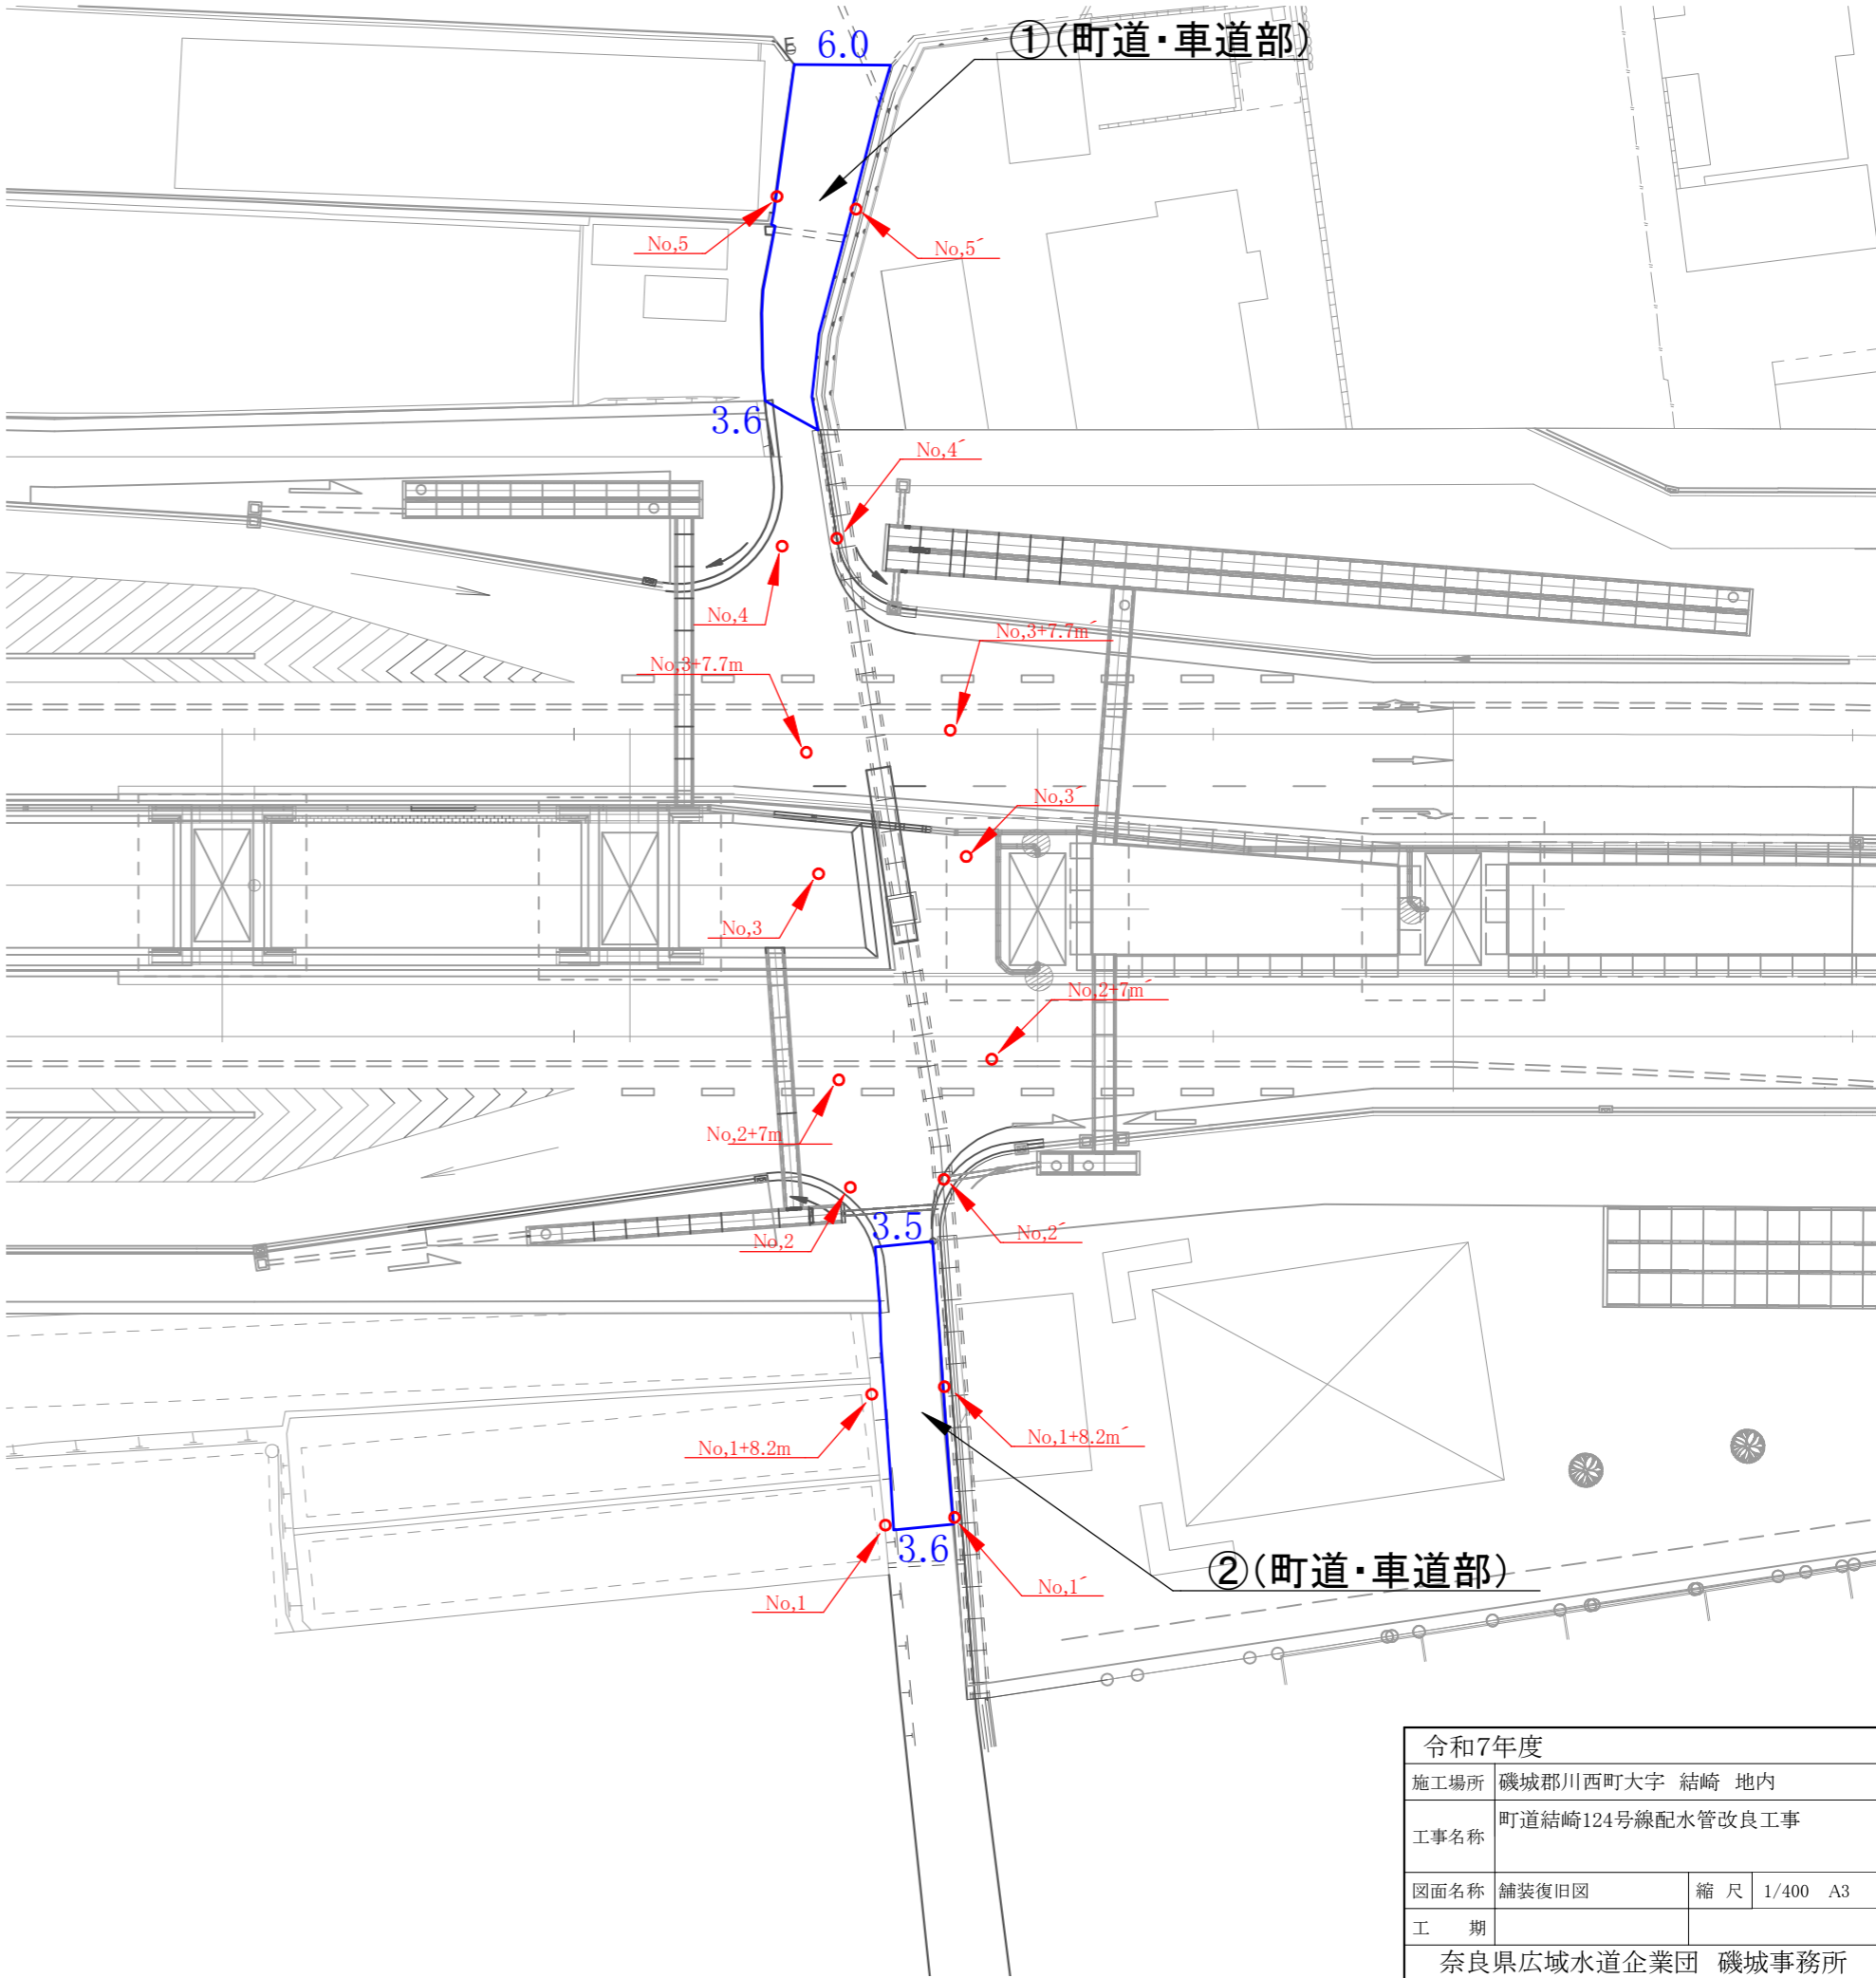 6.0
①(町道・車道部)
E
No,5
No,5´
3.6
No,4´
No,4
No,3+7.7m´
No,3+7.7m
No,3´
No,3
No,2+7m´
No,2+7m
3.5
No,2
No,2´
No,1+8.2m´
No,1+8.2m
3.6
②(町道・車道部)
No,1´
No,1
令和7年度
施工場所 磯城郡川西町大字 結崎 地内
工事名称 町道結崎124号線配水管改良工事
図面名称 舗装復旧図 縮 尺 1/400 A3
工 期
奈良県広域水道企業団 磯城事務所